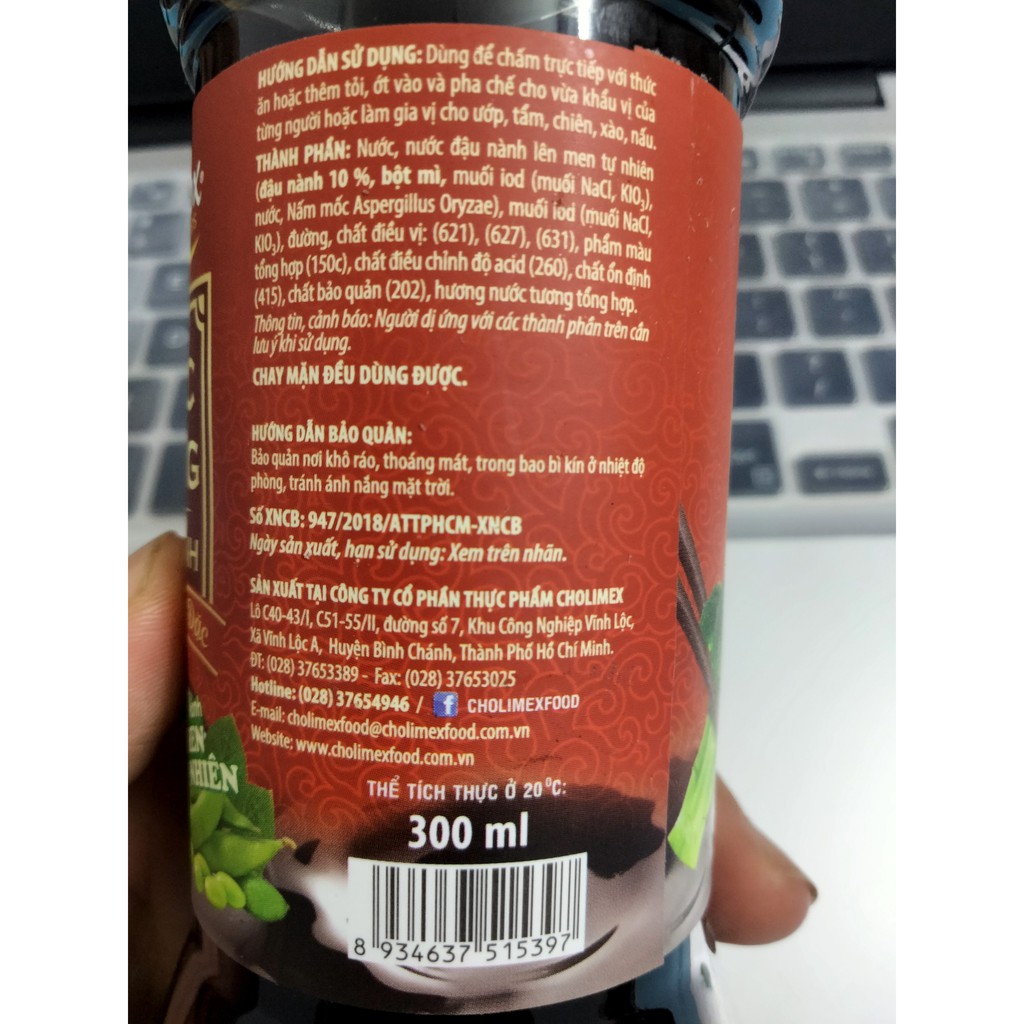 HƯỚNG DẪN SỬ DỤNG: Dùng để chấm trực tiếp với thức
ăn hoặc thêm tỏi, ớt vào và pha chế cho vừa khẩu vị của
từng người hoặc làm gia vị cho ướp, tẩm, chiên, xào, nấu.
THÀNH PHẦN: Nước, nước đậu nành lên men tự nhiên
(đậu nành 10 %, bột mì, muối iod (muối NaCl, KIO₃),
nước, Nấm mốc Aspergillus Oryzae), muối iod (muối NaCl,
KIO₃), đường, chất điều vị: (621), (627), (631), phẩm màu
tổng hợp (150c), chất điều chỉnh độ acid (260), chất ổn định
(415), chất bảo quản (202), hương nước tương tổng hợp.
Thông tin, cảnh báo: Người dị ứng với các thành phần trên cần
lưu ý khi sử dụng.
CHAY MẶN ĐỀU DÙNG ĐƯỢC.
HƯỚNG DẪN BẢO QUẢN:
Bảo quản nơi khô ráo, thoáng mát, trong bao bì kín ở nhiệt độ
phòng, tránh ánh nắng mặt trời.
Số XNCB: 947/2018/ATTPHCM-XNCB
Ngày sản xuất, hạn sử dụng: Xem trên nhãn.
SẢN XUẤT TẠI CÔNG TY CỔ PHẦN THỰC PHẨM CHOLIMEX
Lô C40-43/I, C51-55/II, đường số 7, Khu Công Nghiệp Vĩnh Lộc,
Xã Vĩnh Lộc A, Huyện Bình Chánh, Thành Phố Hồ Chí Minh.
ĐT: (028) 37653389 - Fax: (028) 37653025
Hotline: (028) 37654946 / f CHOLIMEXFOOD
E-mail: cholimexfood@cholimexfood.com.vn
Website: www.cholimexfood.com.vn
THỂ TÍCH THỰC Ở 20 ºC:
300 ml
8 934637 515397